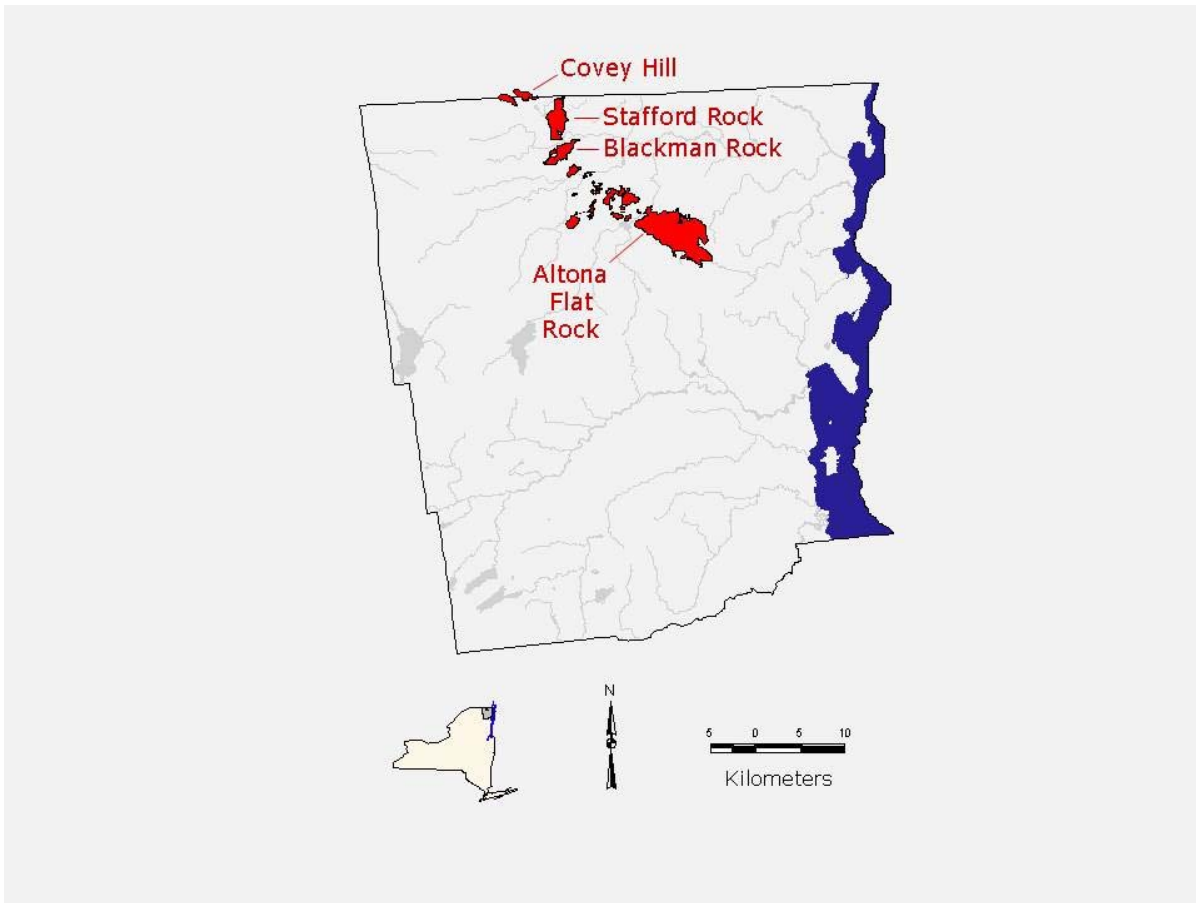 Covey Hill
Stafford Rock
Blackman Rock
Altona
Flat
Rock
N
5 0 5 10
Kilometers